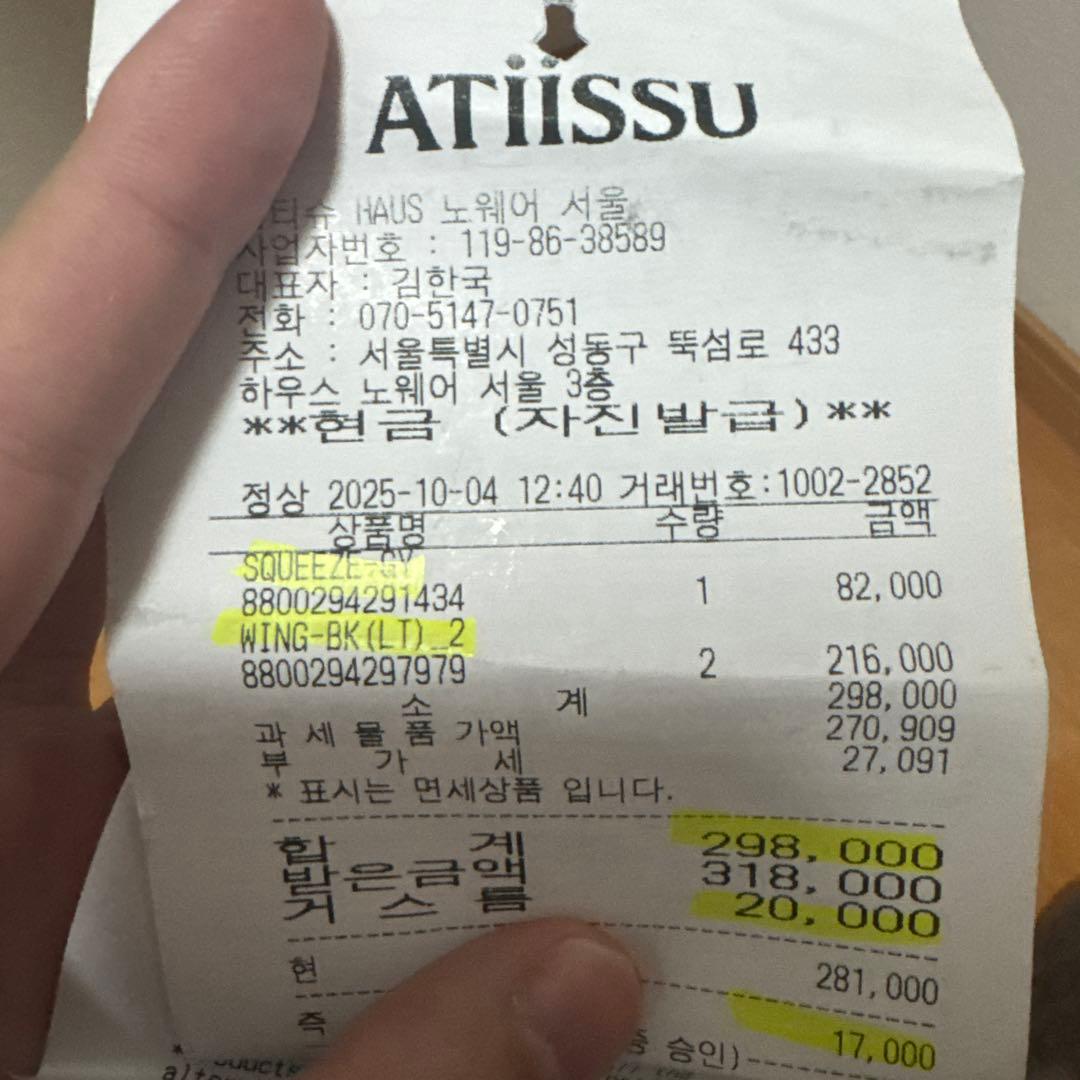 ATiiSSU
티슈 HAUS 노웨어 서울
사업자번호 : 119-86-38589
대표자 : 김한국
전화 : 070-5147-0751
주소 : 서울특별시 성동구 뚝섬로 433
하우스 노웨어 서울 3층
**현금 (자진발급)**
정상 2025-10-04 12:40 거래번호:1002-2852
상품명 수량 금액
SQUEEZE-GY
8800294291434 1 82,000
WING-BK(LT)_2
8800294297979 2 216,000
소 계 298,000
과세물품가액 270,909
부 가 세 27,091
* 표시는 면세상품 입니다.
합 계 298,000
받은금액 318,000
거 스 름 20,000
현 281,000
즉 17,000
승인)